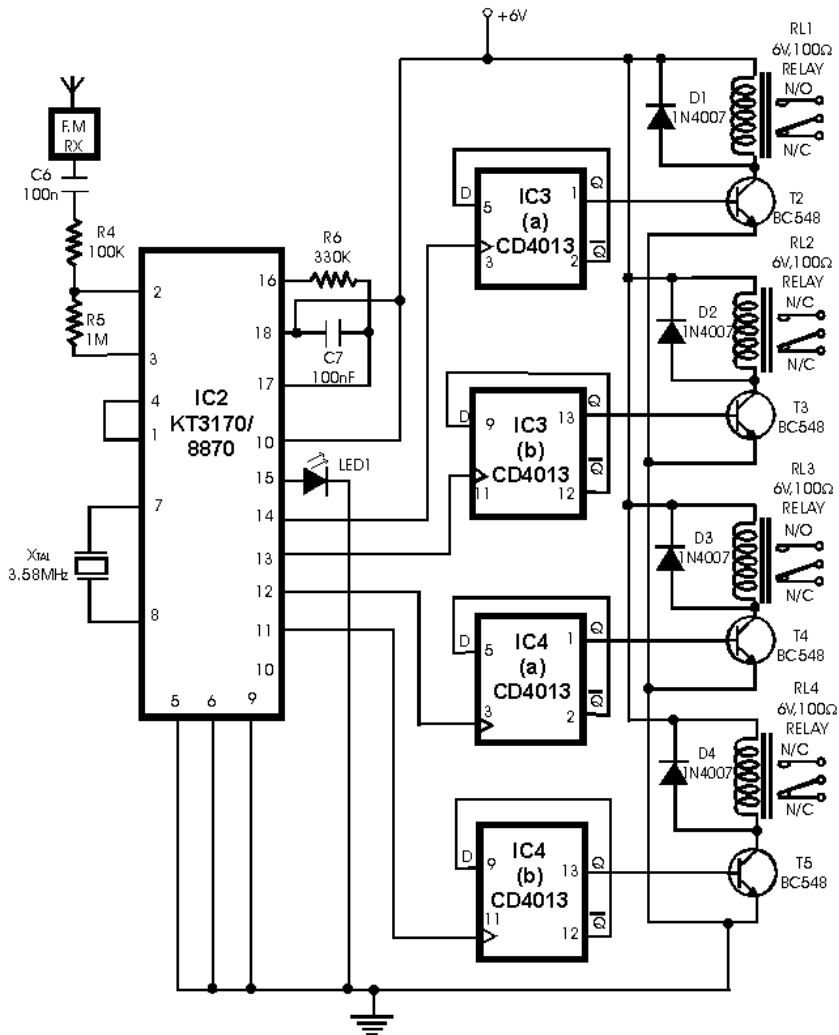 +6V
F.M
RX
C6
100n
R4
100K
R5
1M
2
3
4
1
7
8
XTAL
3.58MHz
IC2
KT3170/
8870
16
18
17
10
15
14
13
12
11
10
5
6
9
R6
330K
C7
100nF
LED1
D
5
3
IC3
(a)
CD4013
1
2
Q
Q
D
9
11
IC3
(b)
CD4013
13
12
Q
Q
D
5
3
IC4
(a)
CD4013
1
2
Q
Q
D
9
11
IC4
(b)
CD4013
13
12
Q
Q
RL1
6V,100Ω
RELAY
N/O
N/C
D1
1N4007
T2
BC548
RL2
6V,100Ω
RELAY
N/C
N/C
D2
1N4007
T3
BC548
RL3
6V,100Ω
RELAY
N/O
N/C
D3
1N4007
T4
BC548
RL4
6V,100Ω
RELAY
N/C
N/C
D4
1N4007
T5
BC548